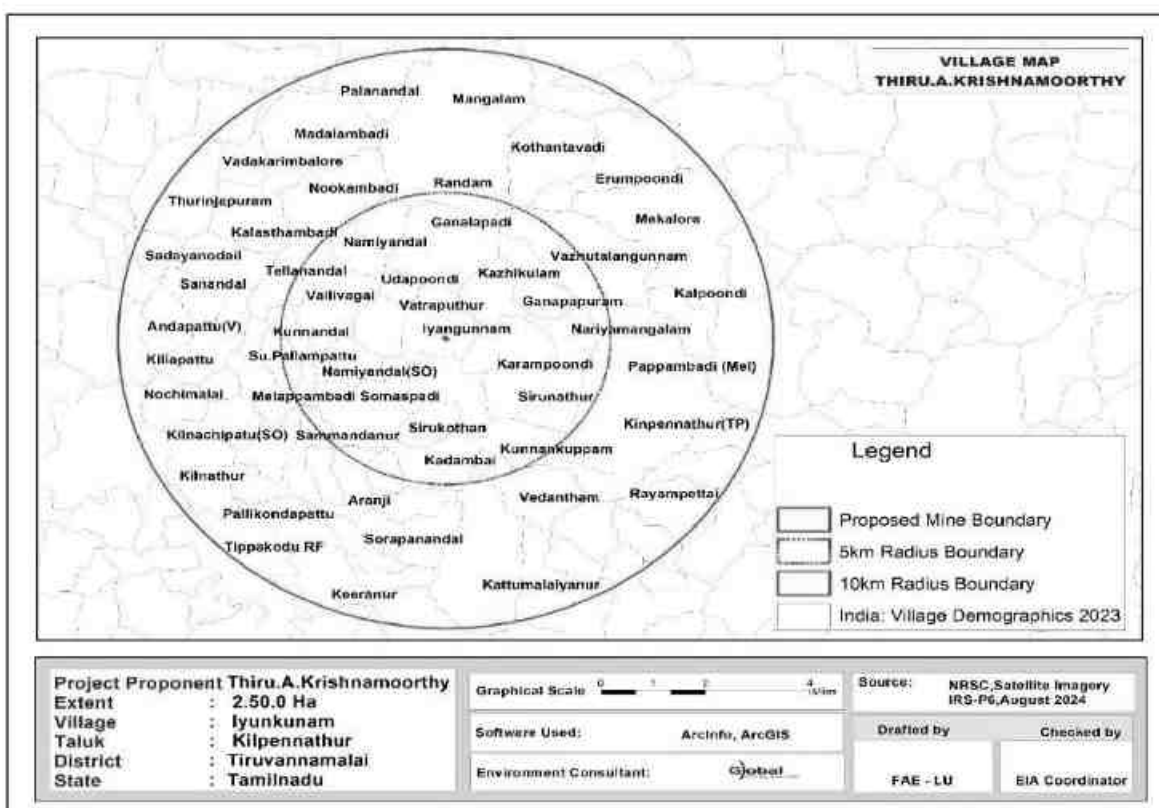 VILLAGE MAP
THIRU.A.KRISHNAMOORTHY
Palanandal
Mangalam
Madalambadi
Kothantavadi
Vadakarimbalore
Erumpoondi
Nookambadi
Randam
Thurinjapuram
Mekalore
Ganalapadi
Kalasthambadi
Namiyandal
Sadayanodail
Vazhutalangunnam
Tellanandal
Udapoondi
Kazhikulam
Sanandal
Vailivagai
Kalpoondi
Vatraputhur
Ganapapuram
Andapattu(V)
Kunnandal
Iyangunnam
Nariyamangalam
Kiliapattu
Su.Pallampattu
Namiyandal(SO)
Karampoondi
Pappambadi (Mel)
Nochimalai
Melappambadi Somaspadi
Sirunathur
Kilnachipatu(SO)
Sammandanur
Sirukothan
Kinpennathur(TP)
Kunnankuppam
Kadambai
Kilnathur
Aranji
Vedantham
Rayampettai
Pallikondapattu
Tippakodu RF
Sorapanandal
Kattumalaiyanur
Keeranur
Legend
Proposed Mine Boundary
5km Radius Boundary
10km Radius Boundary
India: Village Demographics 2023
Project Proponent Thiru.A.Krishnamoorthy
Extent : 2.50.0 Ha
Village : Iyunkunam
Taluk : Kilpennathur
District : Tiruvannamalai
State : Tamilnadu
Graphical Scale 0 1 2 4
Software Used: ArcInfo, ArcGIS
Environment Consultant: Global
Source: NRSC,Satellite Imagery
IRS-P6,August 2024
Drafted by Checked by
FAE - LU EIA Coordinator